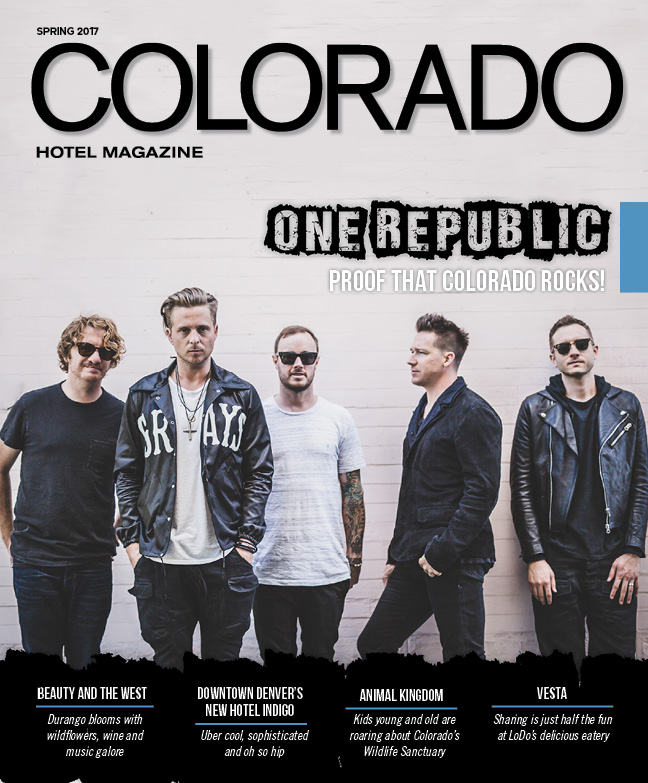 SPRING 2017
COLORADO
HOTEL MAGAZINE
ONEREPUBLIC
PROOF THAT COLORADO ROCKS!
BEAUTY AND THE WEST
Durango blooms with
wildflowers, wine and
music galore
DOWNTOWN DENVER'S
NEW HOTEL INDIGO
Uber cool, sophisticated
and oh so hip
ANIMAL KINGDOM
Kids young and old are
roaring about Colorado's
Wildlife Sanctuary
VESTA
Sharing is just half the fun
at LoDo's delicious eatery